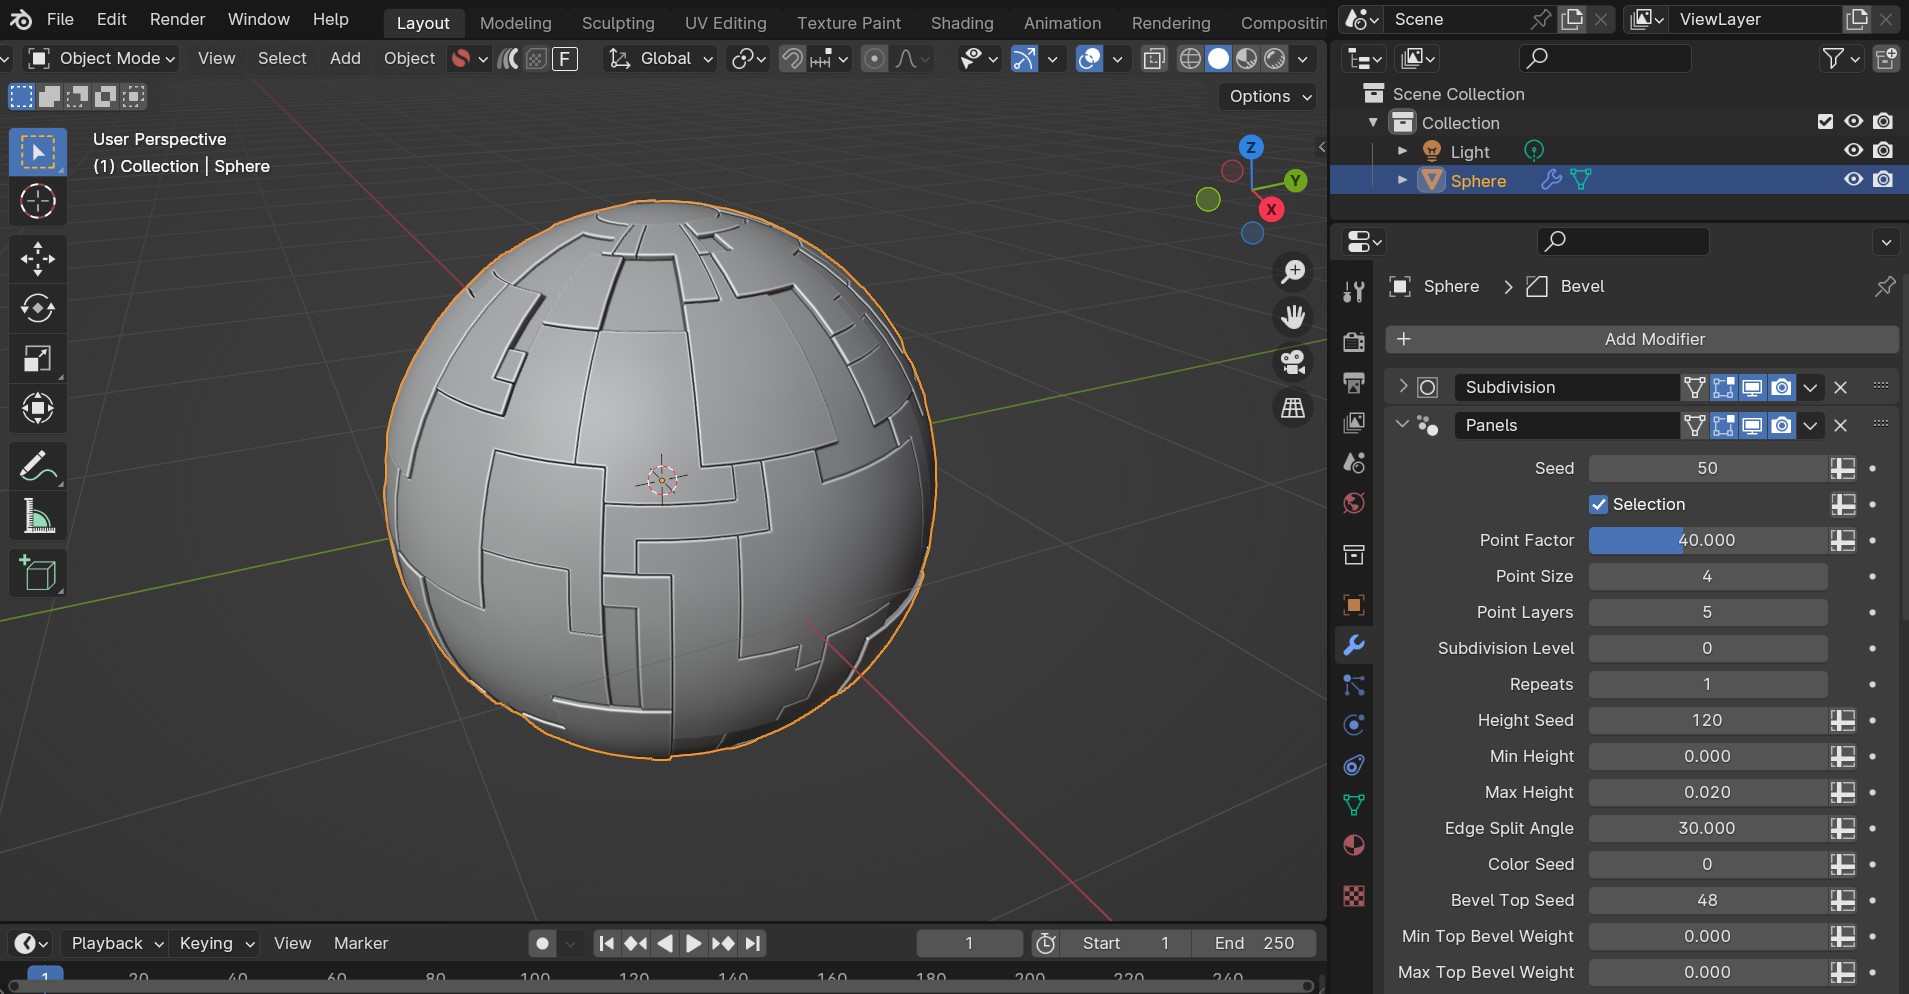 File Edit Render Window Help Layout Modeling Sculpting UV Editing Texture Paint Shading Animation Rendering Compositin Scene ViewLayer
Object Mode View Select Add Object F Global
Options
User Perspective
(1) Collection | Sphere
Z
Y
X
Scene Collection
Collection
Light
Sphere
Sphere > Bevel
+ Add Modifier
Subdivision
Panels
Seed 50
Selection
Point Factor 40.000
Point Size 4
Point Layers 5
Subdivision Level 0
Repeats 1
Height Seed 120
Min Height 0.000
Max Height 0.020
Edge Split Angle 30.000
Color Seed 0
Bevel Top Seed 48
Min Top Bevel Weight 0.000
Max Top Bevel Weight 0.000
Playback Keying View Marker 1 Start 1 End 250
1 20 40 60 80 100 120 140 160 180 200 220 240